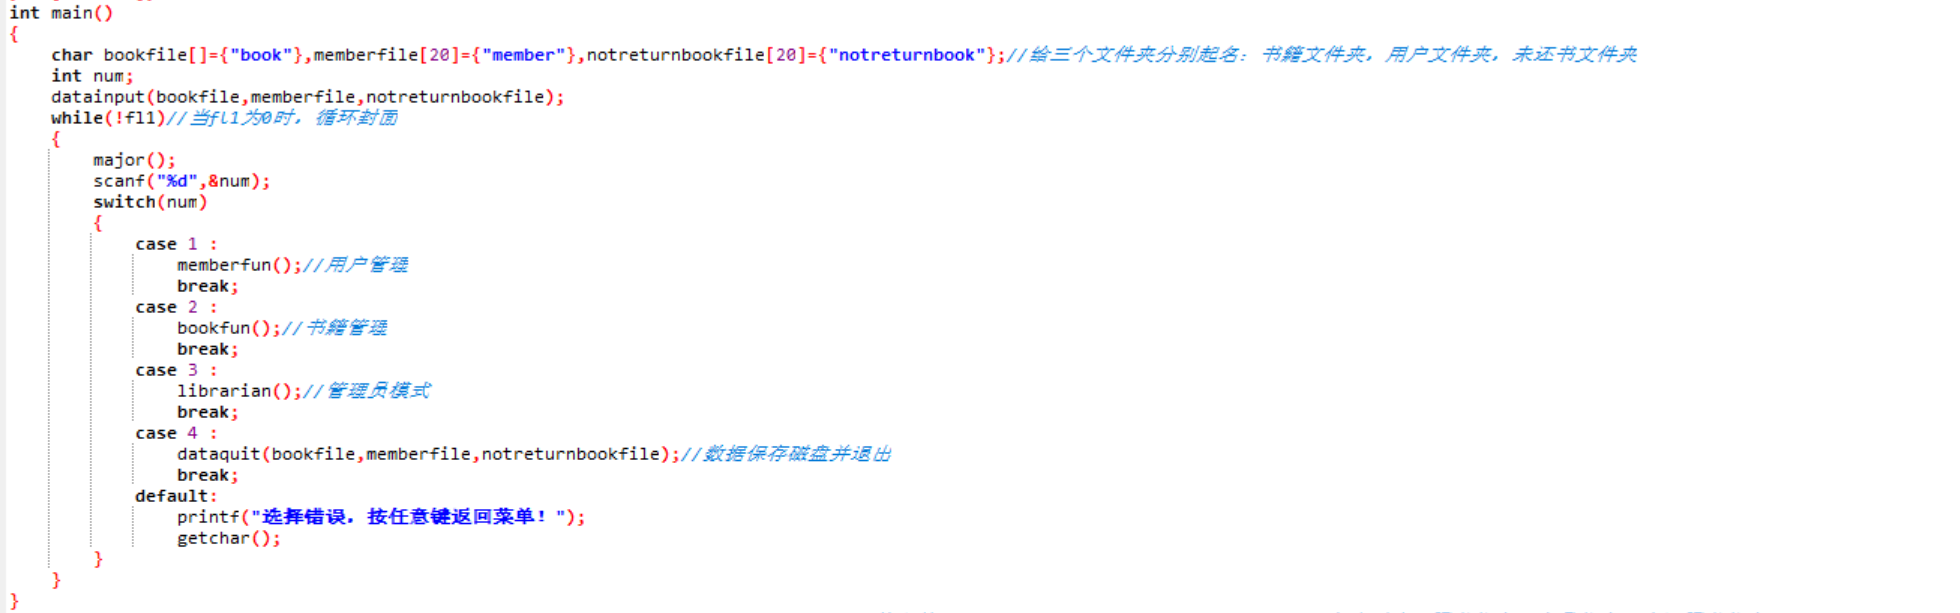 int main()
{
char bookfile[]={"book"},memberfile[20]={"member"},notreturnbookfile[20]={"notreturnbook"};//给三个文件夹分别起名：书籍文件夹，用户文件夹，未还书文件夹
int num;
datainput(bookfile,memberfile,notreturnbookfile);
while(!fl1)//当fl1为0时，循环封面
{
major();
scanf("%d",&num);
switch(num)
{
case 1 :
memberfun();//用户管理
break;
case 2 :
bookfun();//书籍管理
break;
case 3 :
librarian();//管理员模式
break;
case 4 :
dataquit(bookfile,memberfile,notreturnbookfile);//数据保存磁盘并退出
break;
default:
printf("选择错误，按任意键返回菜单！");
getchar();
}
}
}